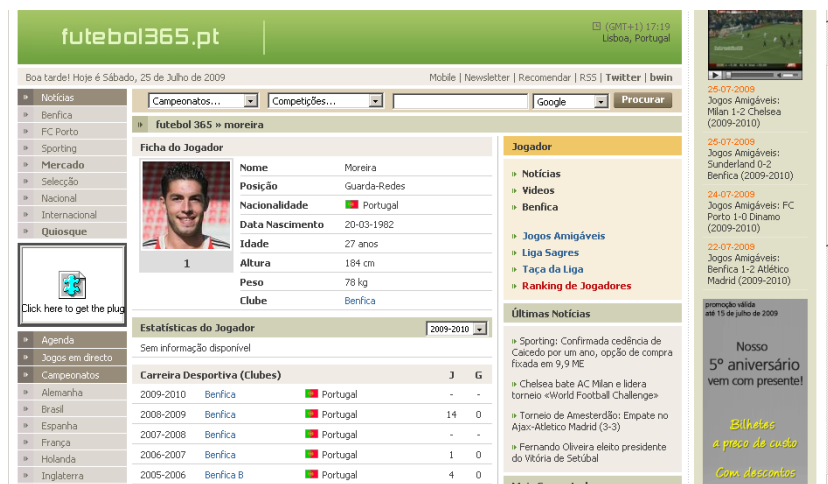 futebol365.pt
(GMT+1) 17:19
Lisboa, Portugal
Boa tarde! Hoje é Sábado, 25 de Julho de 2009
Mobile | Newsletter | Recomendar | RSS | Twitter | bwin
Notícias
Benfica
FC Porto
Sporting
Mercado
Selecção
Nacional
Internacional
Quiosque
Click here to get the plug
Agenda
Jogos em directo
Campeonatos
Alemanha
Brasil
Espanha
França
Holanda
Inglaterra
Campeonatos...
Competições...
Google
Procurar
futebol 365 » moreira
Ficha do Jogador
1
Nome Moreira
Posição Guarda-Redes
Nacionalidade Portugal
Data Nascimento 20-03-1982
Idade 27 anos
Altura 184 cm
Peso 78 kg
Clube Benfica
Estatísticas do Jogador 2009-2010
Sem informação disponível
Carreira Desportiva (Clubes) J G
2009-2010 Benfica Portugal - -
2008-2009 Benfica Portugal 14 0
2007-2008 Benfica Portugal - -
2006-2007 Benfica Portugal 1 0
2005-2006 Benfica B Portugal 4 0
Jogador
Notícias
Videos
Benfica
Jogos Amigáveis
Liga Sagres
Taça da Liga
Ranking de Jogadores
Últimas Notícias
Sporting: Confirmada cedência de
Caicedo por um ano, opção de compra
fixada em 9,9 ME
Chelsea bate AC Milan e lidera
torneio «World Football Challenge»
Torneio de Amesterdão: Empate no
Ajax-Atletico Madrid (3-3)
Fernando Oliveira eleito presidente
do Vitória de Setúbal
25-07-2009
Jogos Amigáveis:
Milan 1-2 Chelsea
(2009-2010)
25-07-2009
Jogos Amigáveis:
Sunderland 0-2
Benfica (2009-2010)
24-07-2009
Jogos Amigáveis: FC
Porto 1-0 Dinamo
(2009-2010)
22-07-2009
Jogos Amigáveis:
Benfica 1-2 Atlético
Madrid (2009-2010)
promoção válida
até 15 de julho de 2009
Nosso
5º aniversário
vem com presente!
Bilhetes
a preço de custo
Com descontos